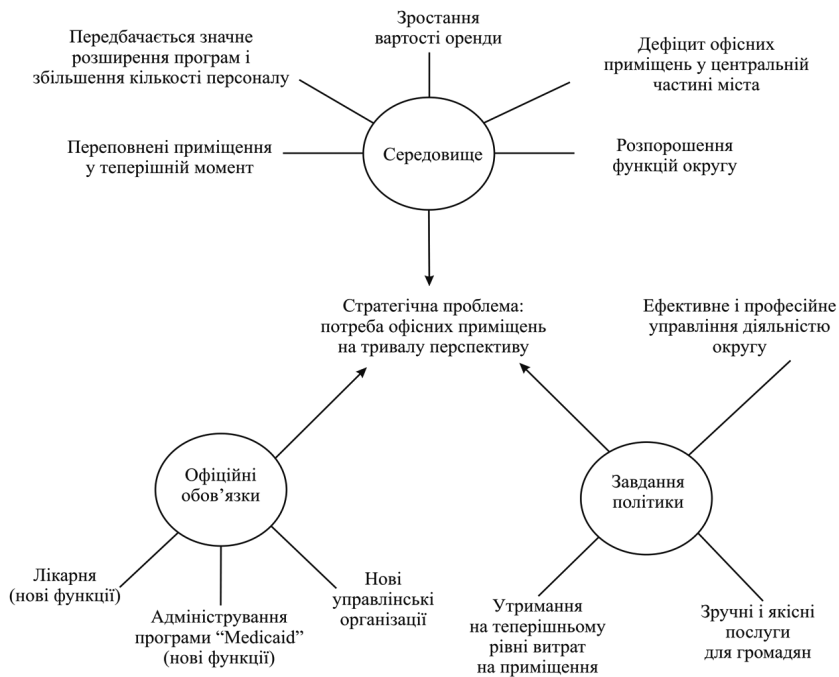 Передбачається значне
розширення програм і
збільшення кількості персоналу
Зростання
вартості оренди
Дефіцит офісних
приміщень у центральній
частині міста
Переповнені приміщення
у теперішній момент
Середовище
Розпорошення
функцій округу
Стратегічна проблема:
потреба офісних приміщень
на тривалу перспективу
Ефективне і професійне
управління діяльністю
округу
Офіційні
обов’язки
Завдання
політики
Лікарня
(нові функції)
Адміністрування
програми “Medicaid”
(нові функції)
Нові
управлінські
організації
Утримання
на теперішньому
рівні витрат
на приміщення
Зручні і якісні
послуги
для громадян